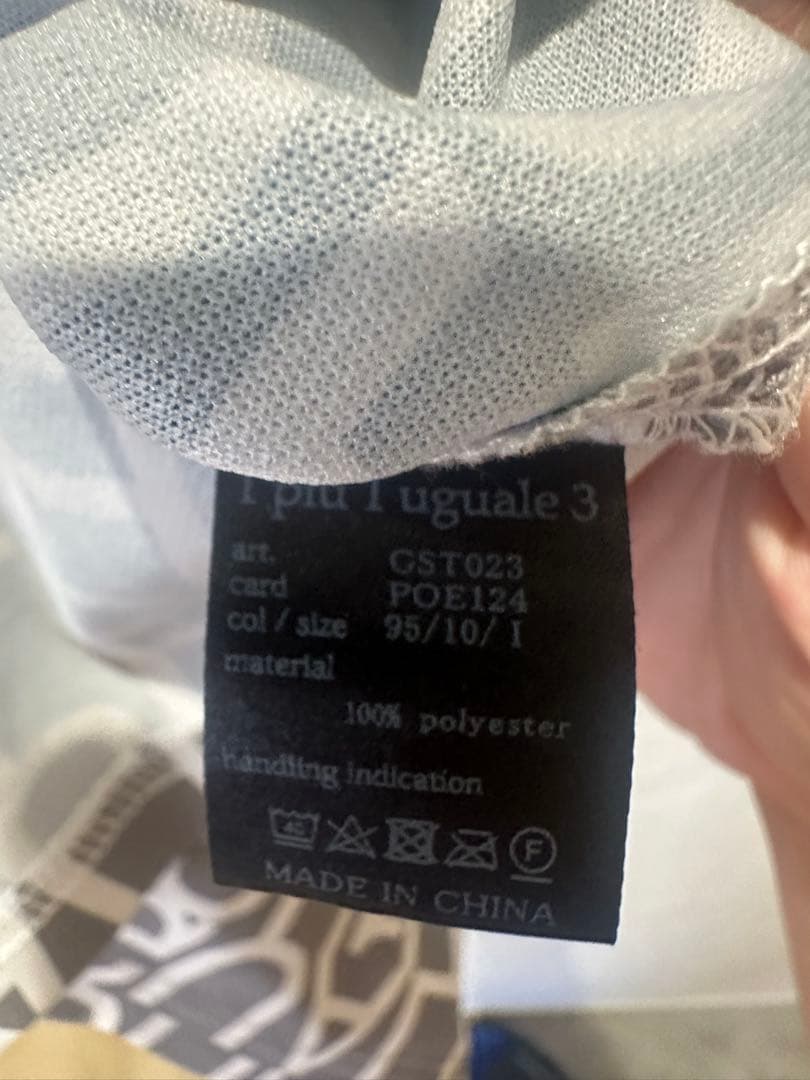 1 più 1 uguale 3
art. GST023
card POE124
col / size 95/10/ I
material
100% polyester
handling indication
40
F
MADE IN CHINA